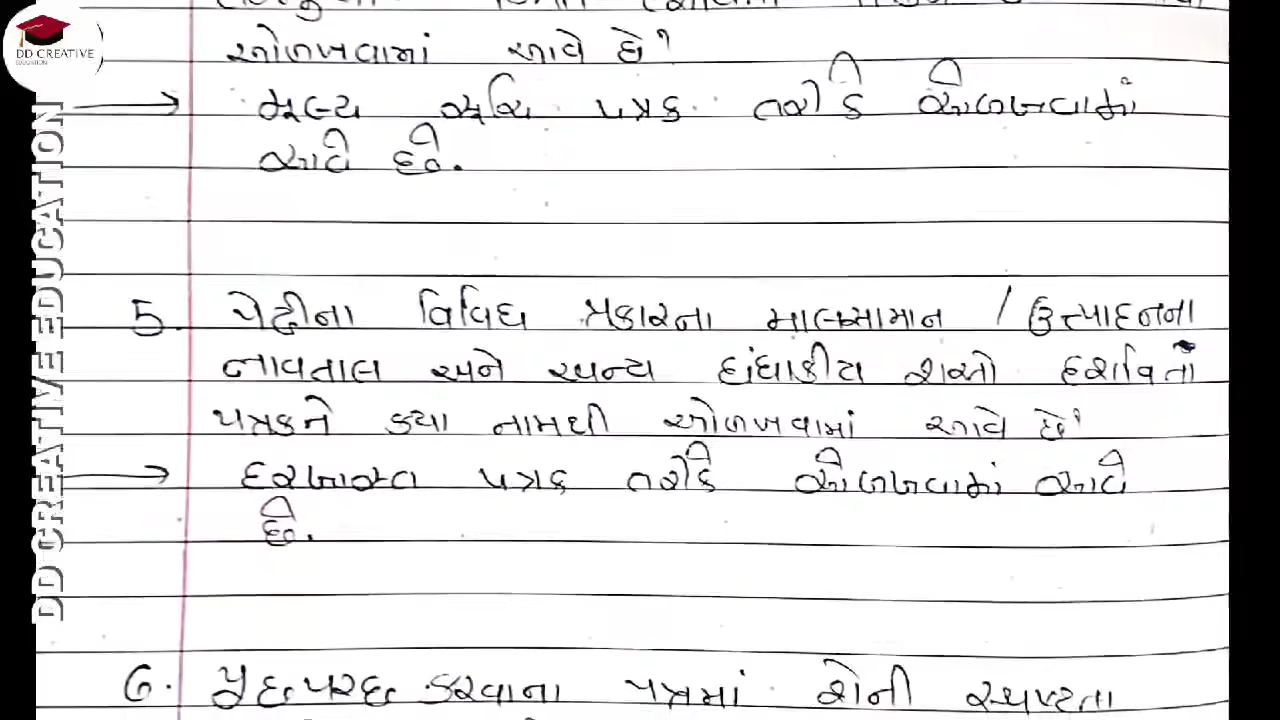 DD CREATIVE
EDUCATION
DD CREATIVE EDUCATION
ઓળખવામાં આવે છે?
મૂલ્ય સૂચિ પત્રક તરીકે ઓળખવામાં
આવે છે.
5. પેઢીના વિવિધ પ્રકારના માલસામાન / ઉત્પાદનના
ભાવતાલ અને અન્ય ધંધાકીય શરતો દર્શાવતા
પત્રકને કયા નામથી ઓળખવામાં આવે છે?
દરખાસ્ત પત્રક તરીકે ઓળખવામાં આવે
છે.
6. પૂછપરછ કરવાના પત્રમાં શેની સ્પષ્ટતા